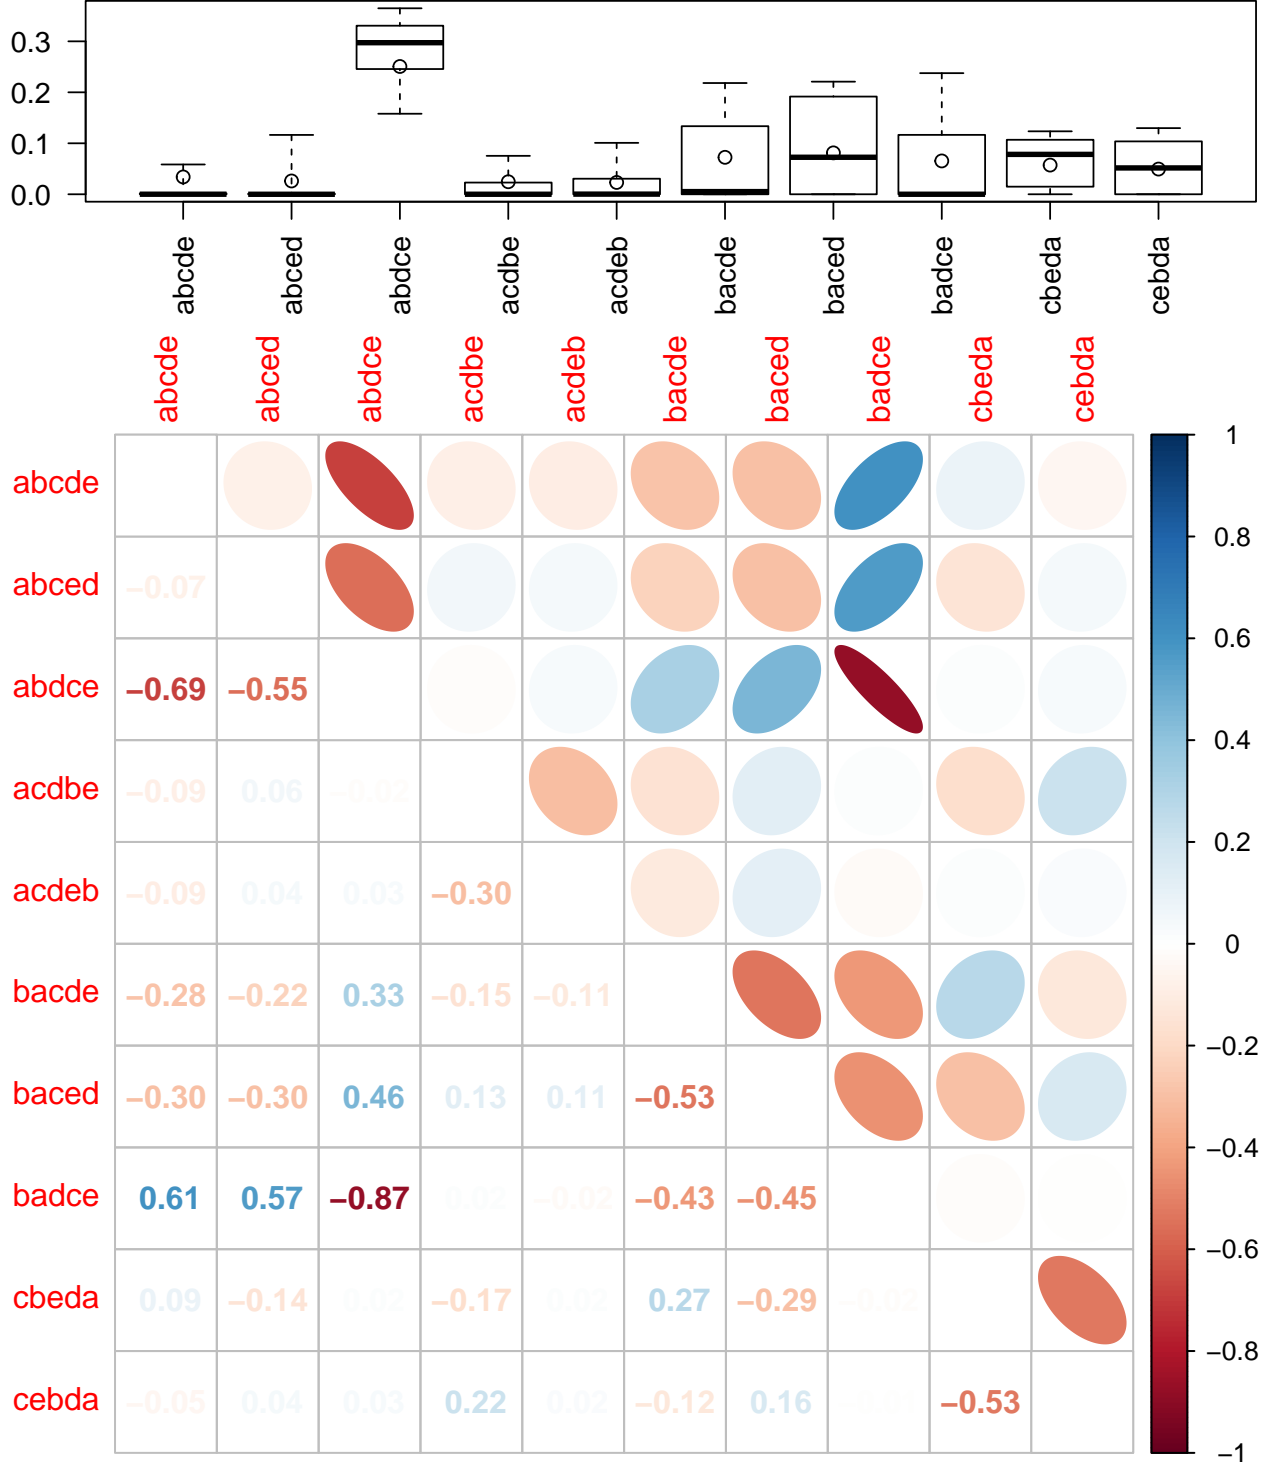 0.3
0.2
0.1
0.0
abcde abced abdce acdbe acdeb bacde baced badce cbeda cebda
abcde abced abdce acdbe acdeb bacde baced badce cbeda cebda
1
abcde
0.8
abced −0.07
0.6
abdce −0.69 −0.55
0.4
acdbe −0.09 0.06 −0.02
0.2
acdeb −0.09 0.04 0.03 −0.30
0
bacde −0.28 −0.22 0.33 −0.15 −0.11
−0.2
baced −0.30 −0.30 0.46 0.13 0.11 −0.53
−0.4
badce 0.61 0.57 −0.87 0.02 −0.02 −0.43 −0.45
−0.6
cbeda 0.09 −0.14 0.02 −0.17 0.02 0.27 −0.29 −0.02
−0.8
cebda −0.05 0.04 0.03 0.22 0.02 −0.12 0.16 −0.53
−1